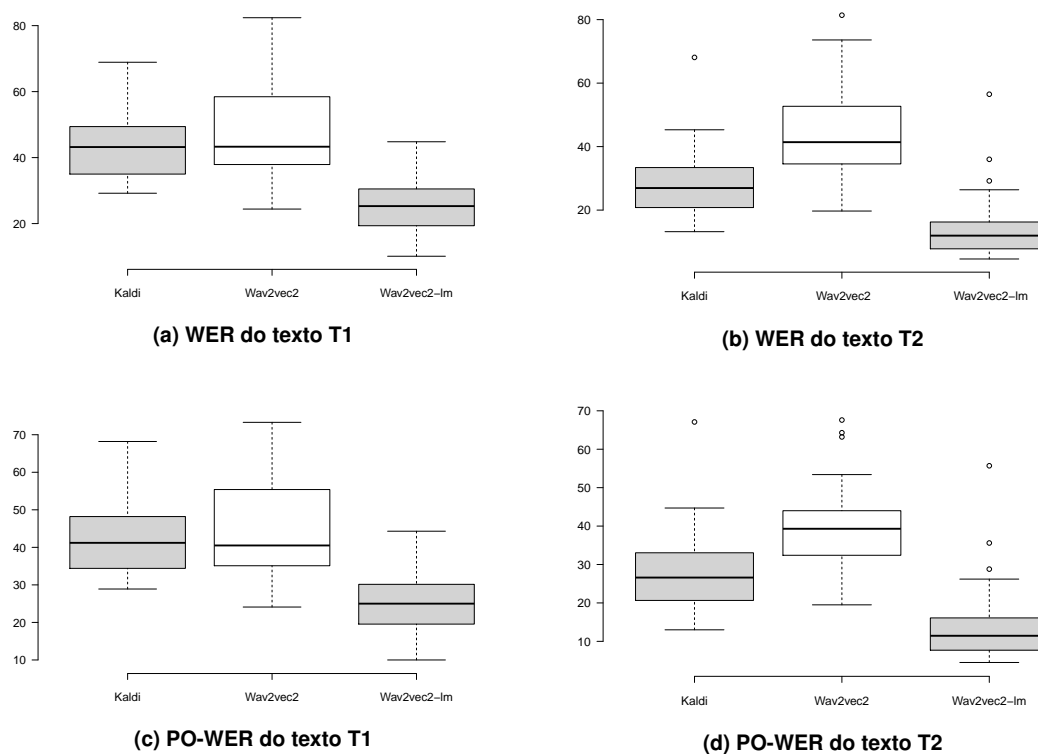 80
60
40
20
Kaldi Wav2vec2 Wav2vec2−lm
(a) WER do texto T1
80
60
40
20
Kaldi Wav2vec2 Wav2vec2−lm
(b) WER do texto T2
70
60
50
40
30
20
10
Kaldi Wav2vec2 Wav2vec2−lm
(c) PO-WER do texto T1
70
60
50
40
30
20
10
Kaldi Wav2vec2 Wav2vec2−lm
(d) PO-WER do texto T2